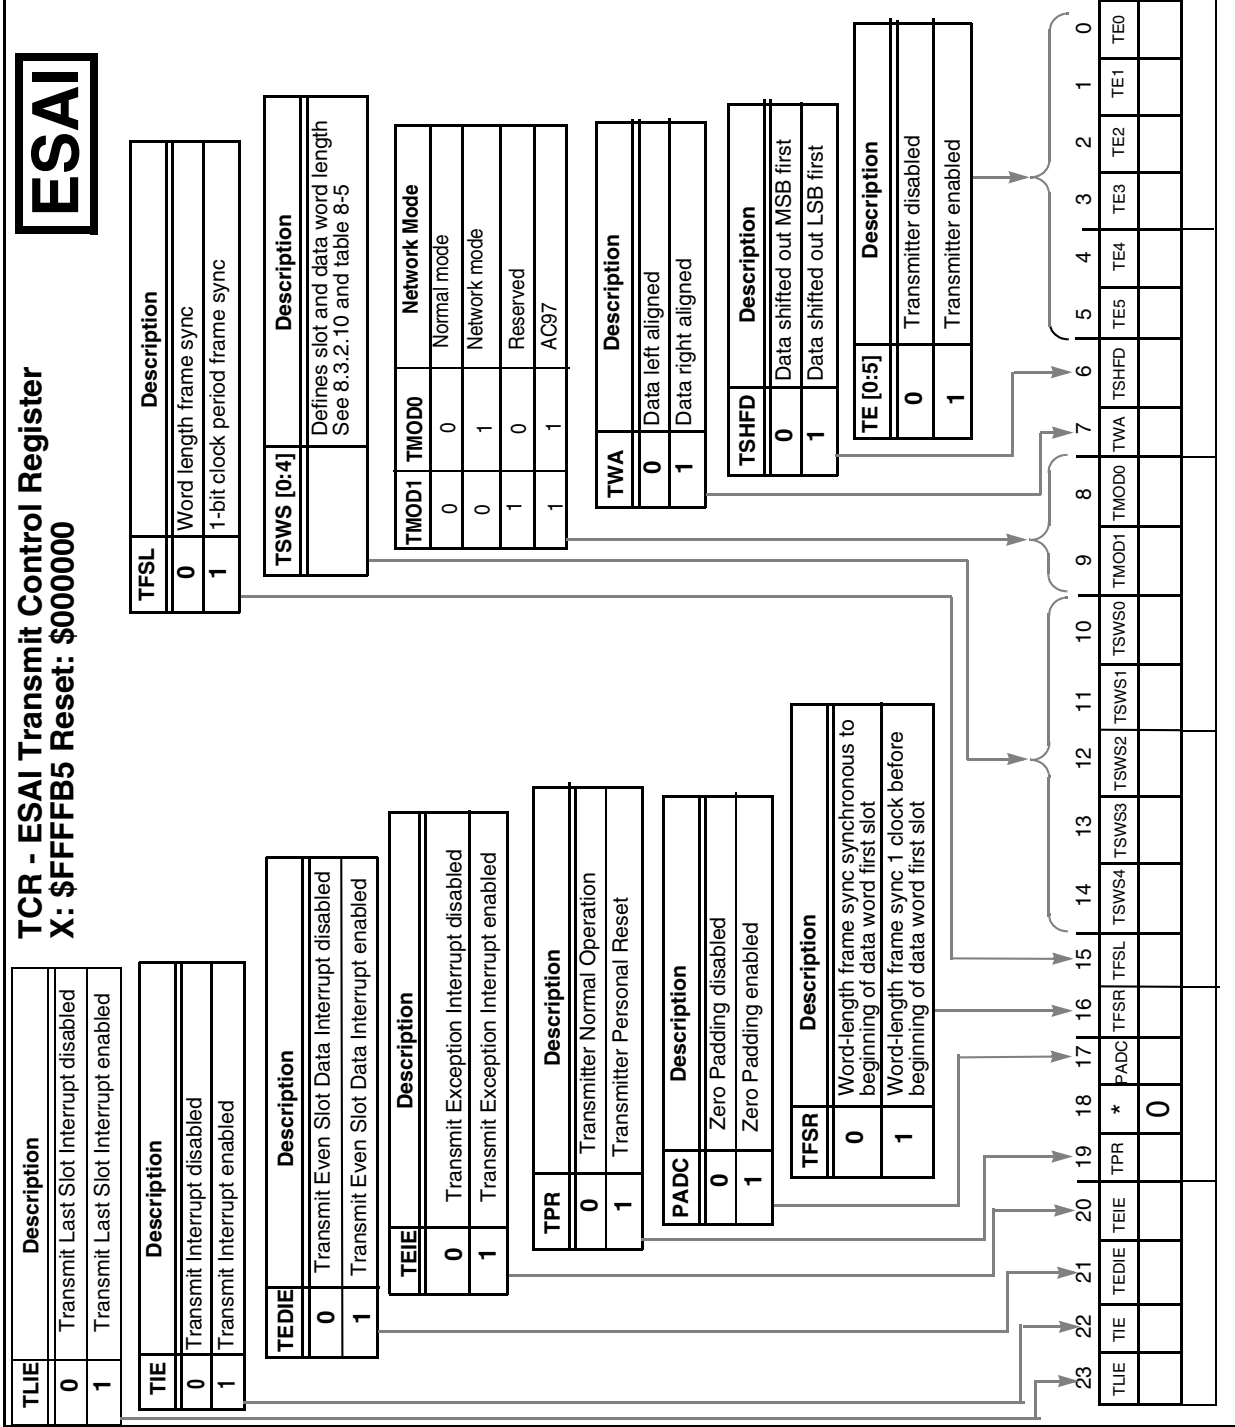 TCR - ESAI Transmit Control Register
X: $FFFFB5 Reset: $000000
ESAI
TLIE Description
0 Transmit Last Slot Interrupt disabled
1 Transmit Last Slot Interrupt enabled
TIE Description
0 Transmit Interrupt disabled
1 Transmit Interrupt enabled
TEDIE Description
0 Transmit Even Slot Data Interrupt disabled
1 Transmit Even Slot Data Interrupt enabled
TEIE Description
0 Transmit Exception Interrupt disabled
1 Transmit Exception Interrupt enabled
TPR Description
0 Transmitter Normal Operation
1 Transmitter Personal Reset
PADC Description
0 Zero Padding disabled
1 Zero Padding enabled
TFSR Description
0 Word-length frame sync synchronous to
beginning of data word first slot
1 Word-length frame sync 1 clock before
beginning of data word first slot
TFSL Description
0 Word length frame sync
1 1-bit clock period frame sync
TSWS [0:4] Description
Defines slot and data word length
See 8.3.2.10 and table 8-5
TMOD1 TMOD0 Network Mode
0 0 Normal mode
0 1 Network mode
1 0 Reserved
1 1 AC97
TWA Description
0 Data left aligned
1 Data right aligned
TSHFD Description
0 Data shifted out MSB first
1 Data shifted out LSB first
TE [0:5] Description
0 Transmitter disabled
1 Transmitter enabled
23 22 21 20 19 18 17 16 15 14 13 12 11 10 9 8 7 6 5 4 3 2 1 0
TLIE TIE TEDIE TEIE TPR * PADC TFSR TFSL TSWS4 TSWS3 TSWS2 TSWS1 TSWS0 TMOD1 TMOD0 TWA TSHFD TE5 TE4 TE3 TE2 TE1 TE0
0